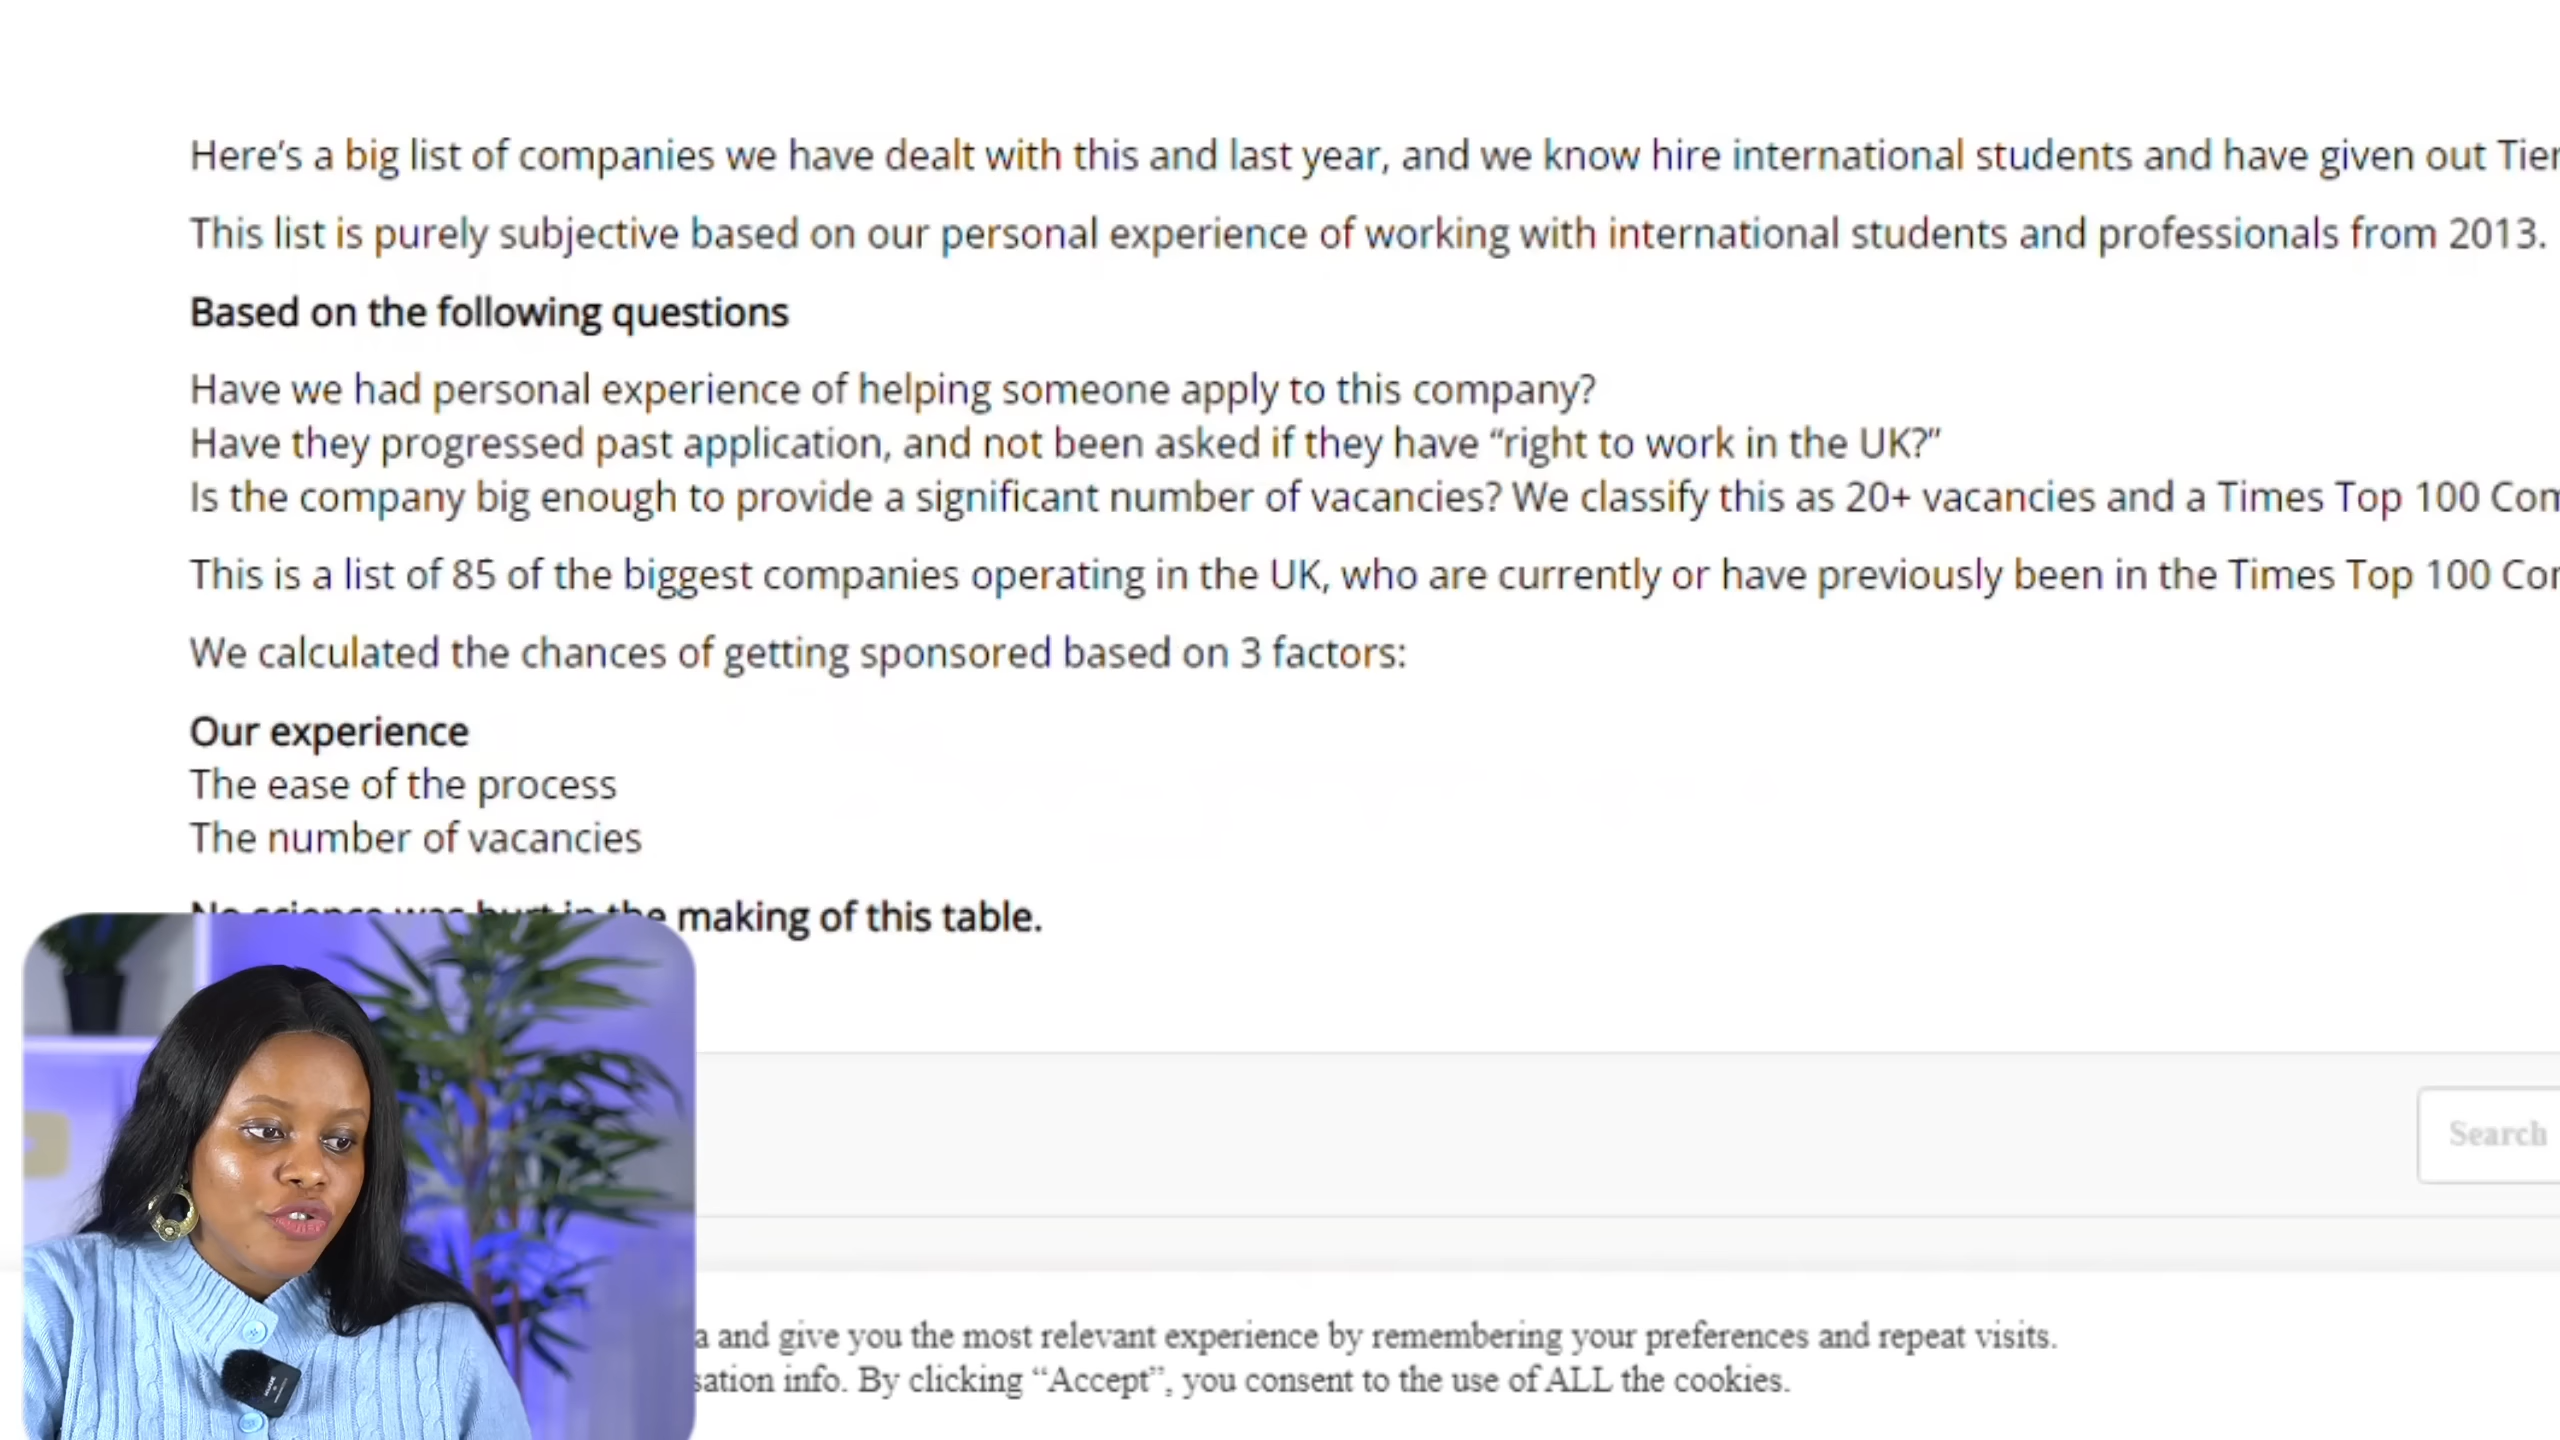 Here's a big list of companies we have dealt with this and last year, and we know hire international students and have given out Tier
This list is purely subjective based on our personal experience of working with international students and professionals from 2013.
Based on the following questions
Have we had personal experience of helping someone apply to this company?
Have they progressed past application, and not been asked if they have “right to work in the UK?”
Is the company big enough to provide a significant number of vacancies? We classify this as 20+ vacancies and a Times Top 100 Com
This is a list of 85 of the biggest companies operating in the UK, who are currently or have previously been in the Times Top 100 Com
We calculated the chances of getting sponsored based on 3 factors:
Our experience
The ease of the process
The number of vacancies
No science was hurt in the making of this table.
Search
a and give you the most relevant experience by remembering your preferences and repeat visits.
sation info. By clicking “Accept”, you consent to the use of ALL the cookies.